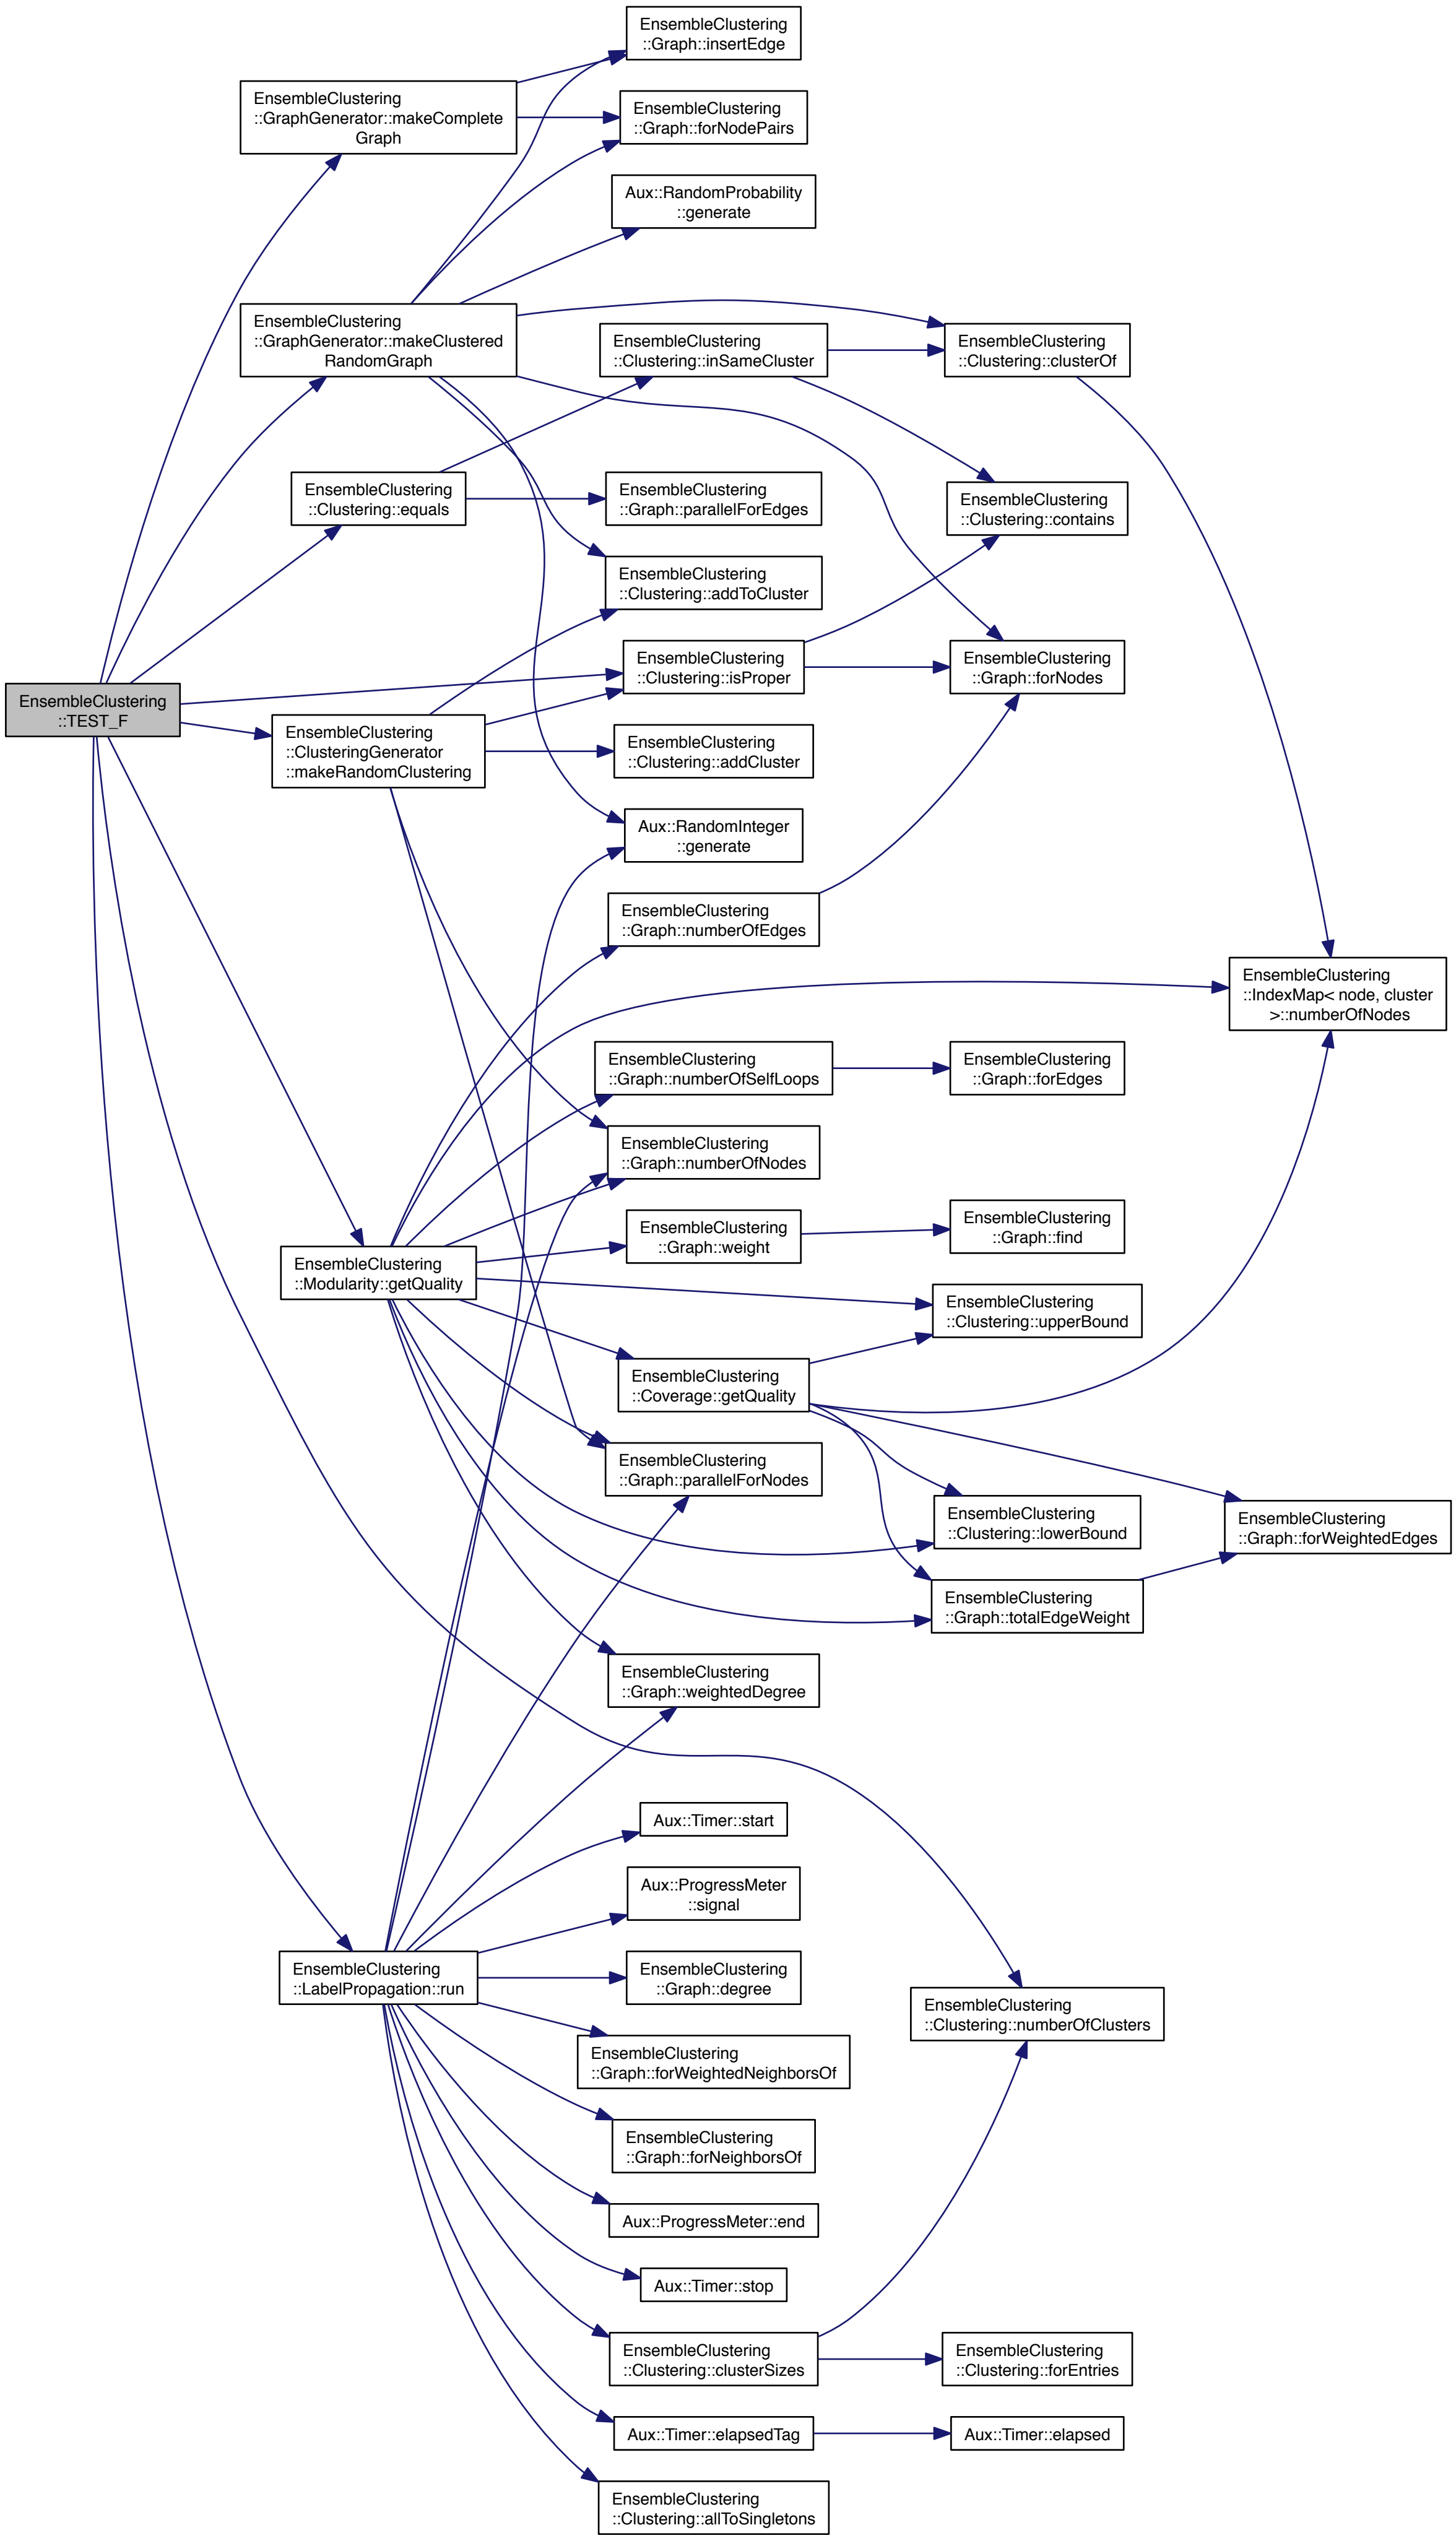 EnsembleClustering
::Graph::insertEdge
EnsembleClustering
::GraphGenerator::makeComplete
Graph
EnsembleClustering
::Graph::forNodePairs
Aux::RandomProbability
::generate
EnsembleClustering
::GraphGenerator::makeClustered
RandomGraph
EnsembleClustering
::Clustering::inSameCluster
EnsembleClustering
::Clustering::clusterOf
EnsembleClustering
::Clustering::equals
EnsembleClustering
::Graph::parallelForEdges
EnsembleClustering
::Clustering::contains
EnsembleClustering
::Clustering::addToCluster
EnsembleClustering
::Clustering::isProper
EnsembleClustering
::Graph::forNodes
EnsembleClustering
::TEST_F
EnsembleClustering
::ClusteringGenerator
::makeRandomClustering
EnsembleClustering
::Clustering::addCluster
Aux::RandomInteger
::generate
EnsembleClustering
::Graph::numberOfEdges
EnsembleClustering
::IndexMap< node, cluster
>::numberOfNodes
EnsembleClustering
::Graph::numberOfSelfLoops
EnsembleClustering
::Graph::forEdges
EnsembleClustering
::Graph::numberOfNodes
EnsembleClustering
::Graph::weight
EnsembleClustering
::Graph::find
EnsembleClustering
::Modularity::getQuality
EnsembleClustering
::Clustering::upperBound
EnsembleClustering
::Coverage::getQuality
EnsembleClustering
::Graph::parallelForNodes
EnsembleClustering
::Clustering::lowerBound
EnsembleClustering
::Graph::forWeightedEdges
EnsembleClustering
::Graph::totalEdgeWeight
EnsembleClustering
::Graph::weightedDegree
Aux::Timer::start
Aux::ProgressMeter
::signal
EnsembleClustering
::LabelPropagation::run
EnsembleClustering
::Graph::degree
EnsembleClustering
::Clustering::numberOfClusters
EnsembleClustering
::Graph::forWeightedNeighborsOf
EnsembleClustering
::Graph::forNeighborsOf
Aux::ProgressMeter::end
Aux::Timer::stop
EnsembleClustering
::Clustering::clusterSizes
EnsembleClustering
::Clustering::forEntries
Aux::Timer::elapsedTag
Aux::Timer::elapsed
EnsembleClustering
::Clustering::allToSingletons